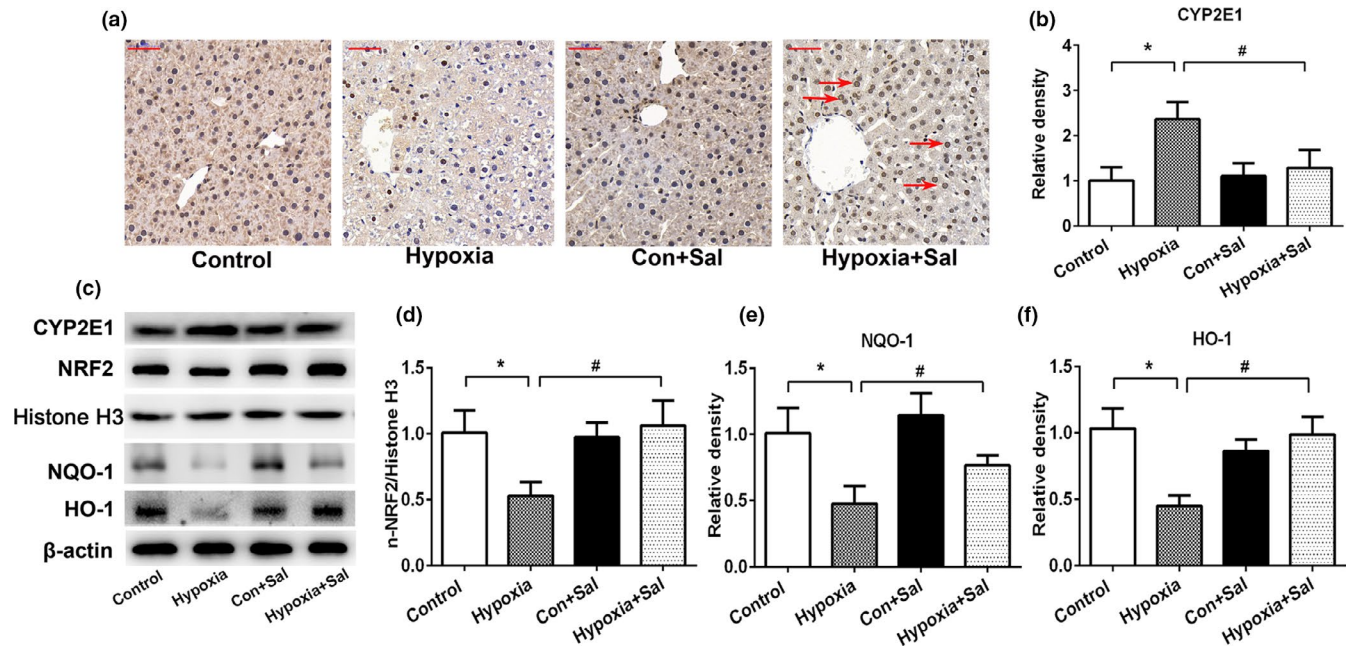 (a)
Control
Hypoxia
Con+Sal
Hypoxia+Sal
(b)
CYP2E1
Relative density
4
3
2
1
0
*
#
Control
Hypoxia
Con+Sal
Hypoxia+Sal
(c)
CYP2E1
NRF2
Histone H3
NQO-1
HO-1
β-actin
Control
Hypoxia
Con+Sal
Hypoxia+Sal
(d)
n-NRF2/Histone H3
1.5
1.0
0.5
0.0
*
#
Control
Hypoxia
Con+Sal
Hypoxia+Sal
(e)
NQO-1
Relative density
1.5
1.0
0.5
0.0
*
#
Control
Hypoxia
Con+Sal
Hypoxia+Sal
(f)
HO-1
Relative density
1.5
1.0
0.5
0.0
*
#
Control
Hypoxia
Con+Sal
Hypoxia+Sal